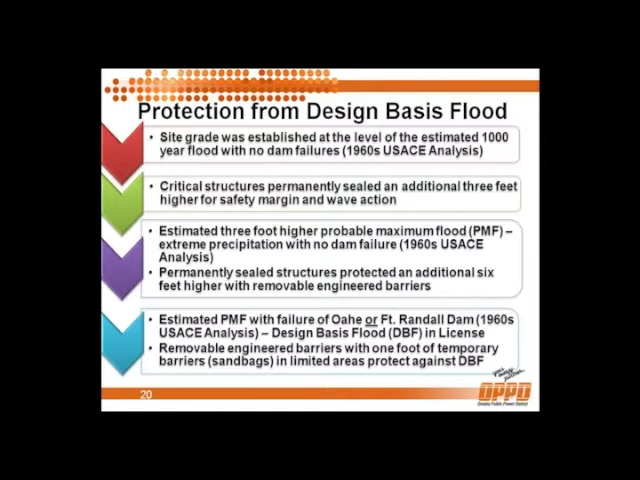 Protection from Design Basis Flood
• Site grade was established at the level of the estimated 1000
year flood with no dam failures (1960s USACE Analysis)
• Critical structures permanently sealed an additional three feet
higher for safety margin and wave action
• Estimated three foot higher probable maximum flood (PMF) –
extreme precipitation with no dam failure (1960s USACE
Analysis)
• Permanently sealed structures protected an additional six
feet higher with removable engineered barriers
• Estimated PMF with failure of Oahe or Ft. Randall Dam (1960s
USACE Analysis) – Design Basis Flood (DBF) in License
• Removable engineered barriers with one foot of temporary
barriers (sandbags) in limited areas protect against DBF
20
OPPD
Omaha Public Power District